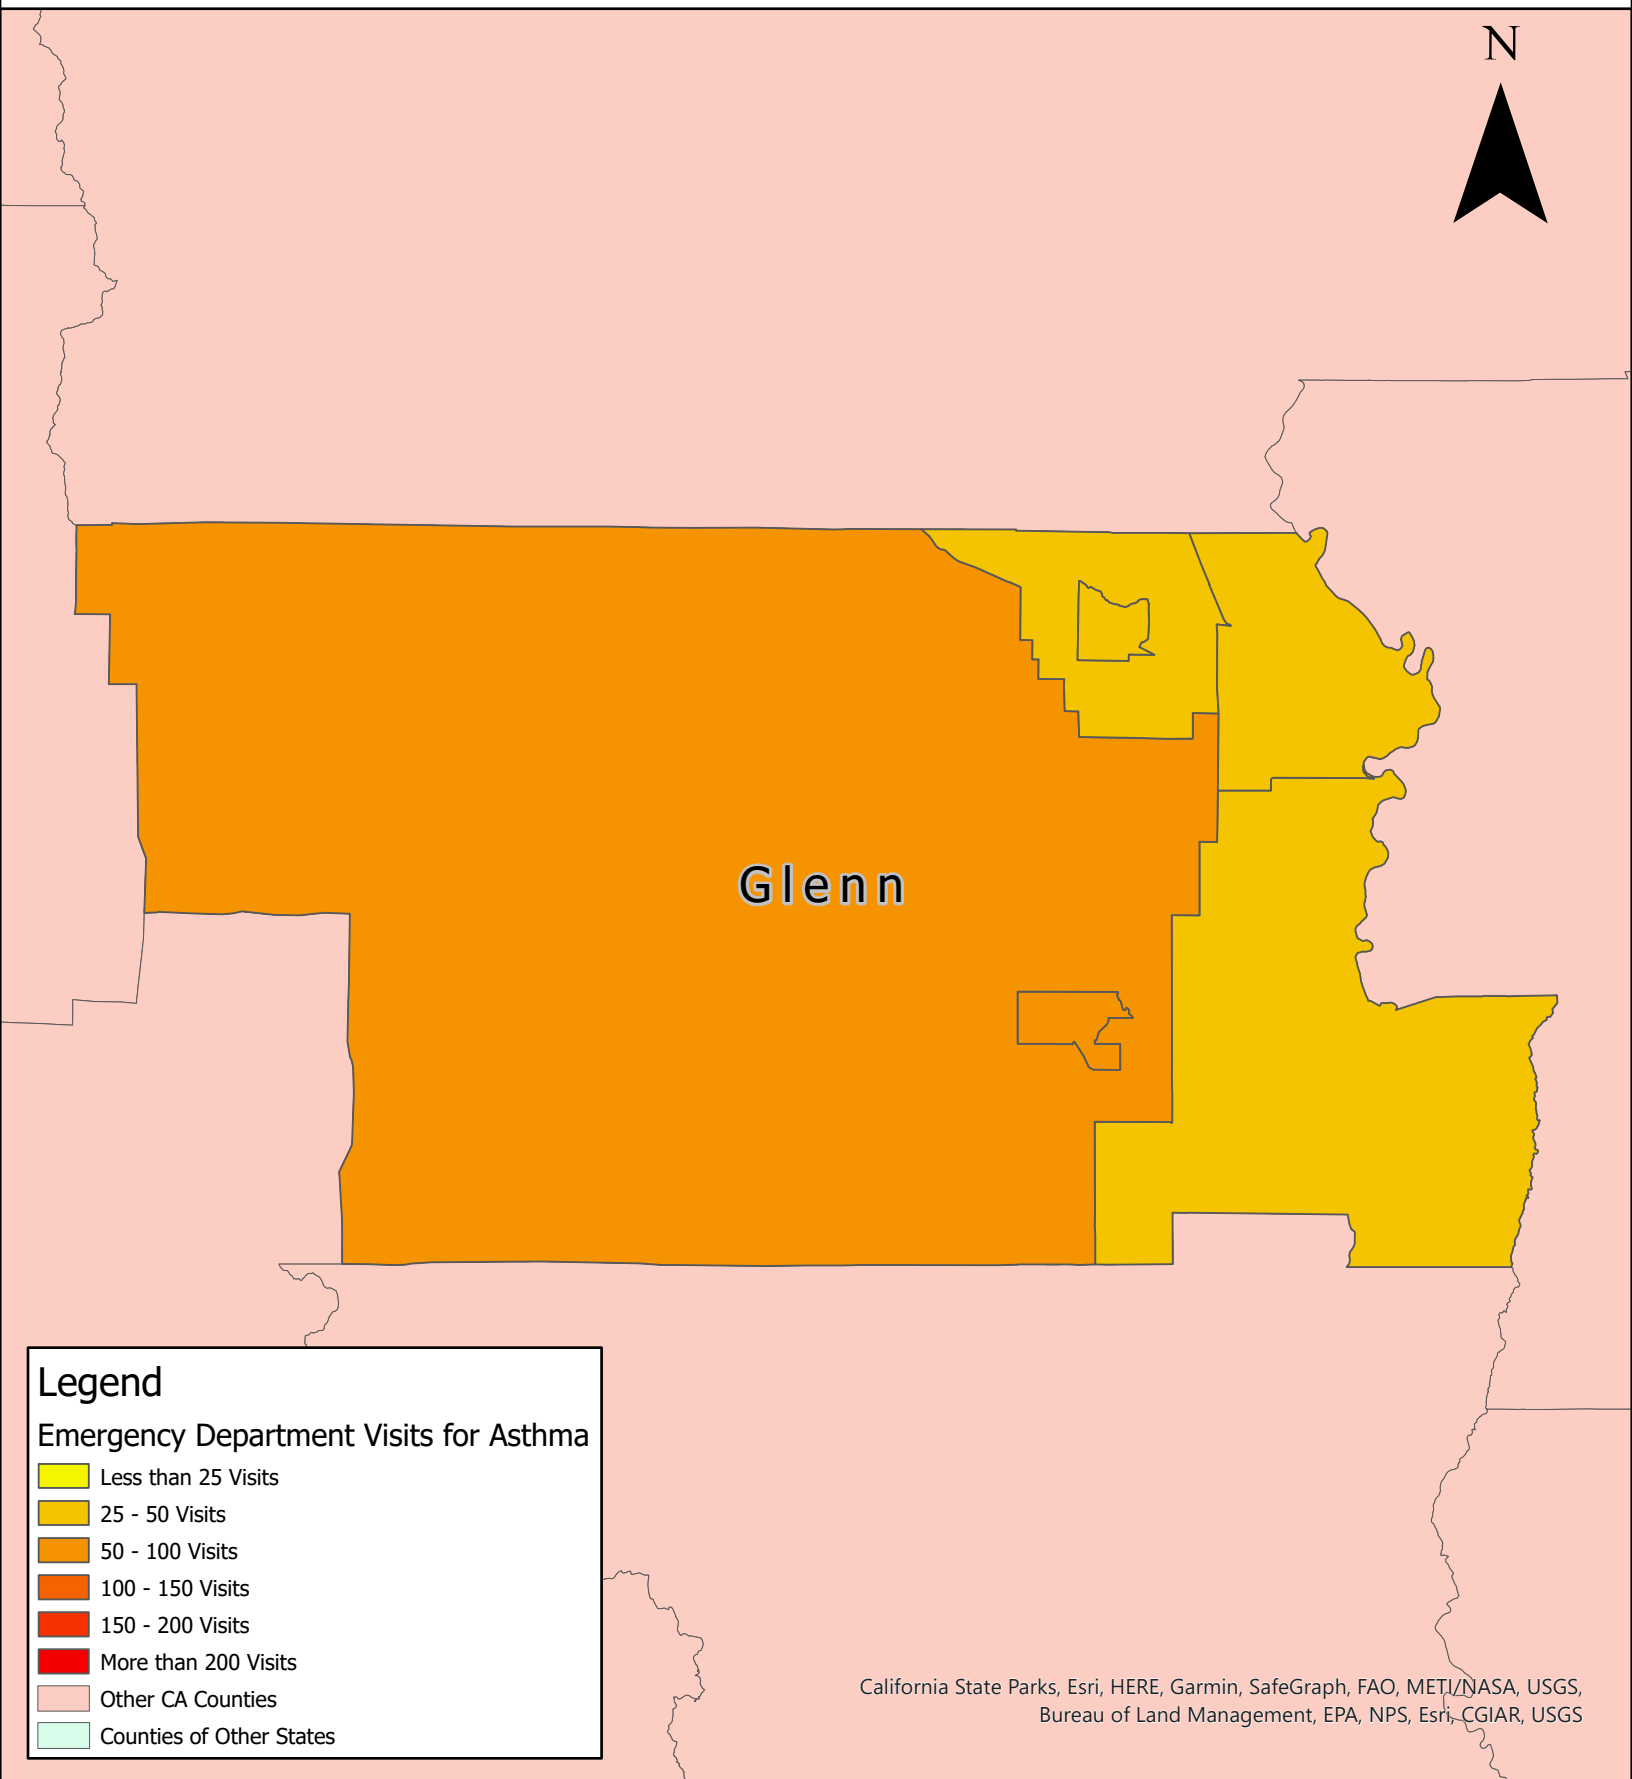 N
Glenn
Legend
Emergency Department Visits for Asthma
Less than 25 Visits
25 - 50 Visits
50 - 100 Visits
100 - 150 Visits
150 - 200 Visits
More than 200 Visits
Other CA Counties
Counties of Other States
California State Parks, Esri, HERE, Garmin, SafeGraph, FAO, METI/NASA, USGS,
Bureau of Land Management, EPA, NPS, Esri, CGIAR, USGS